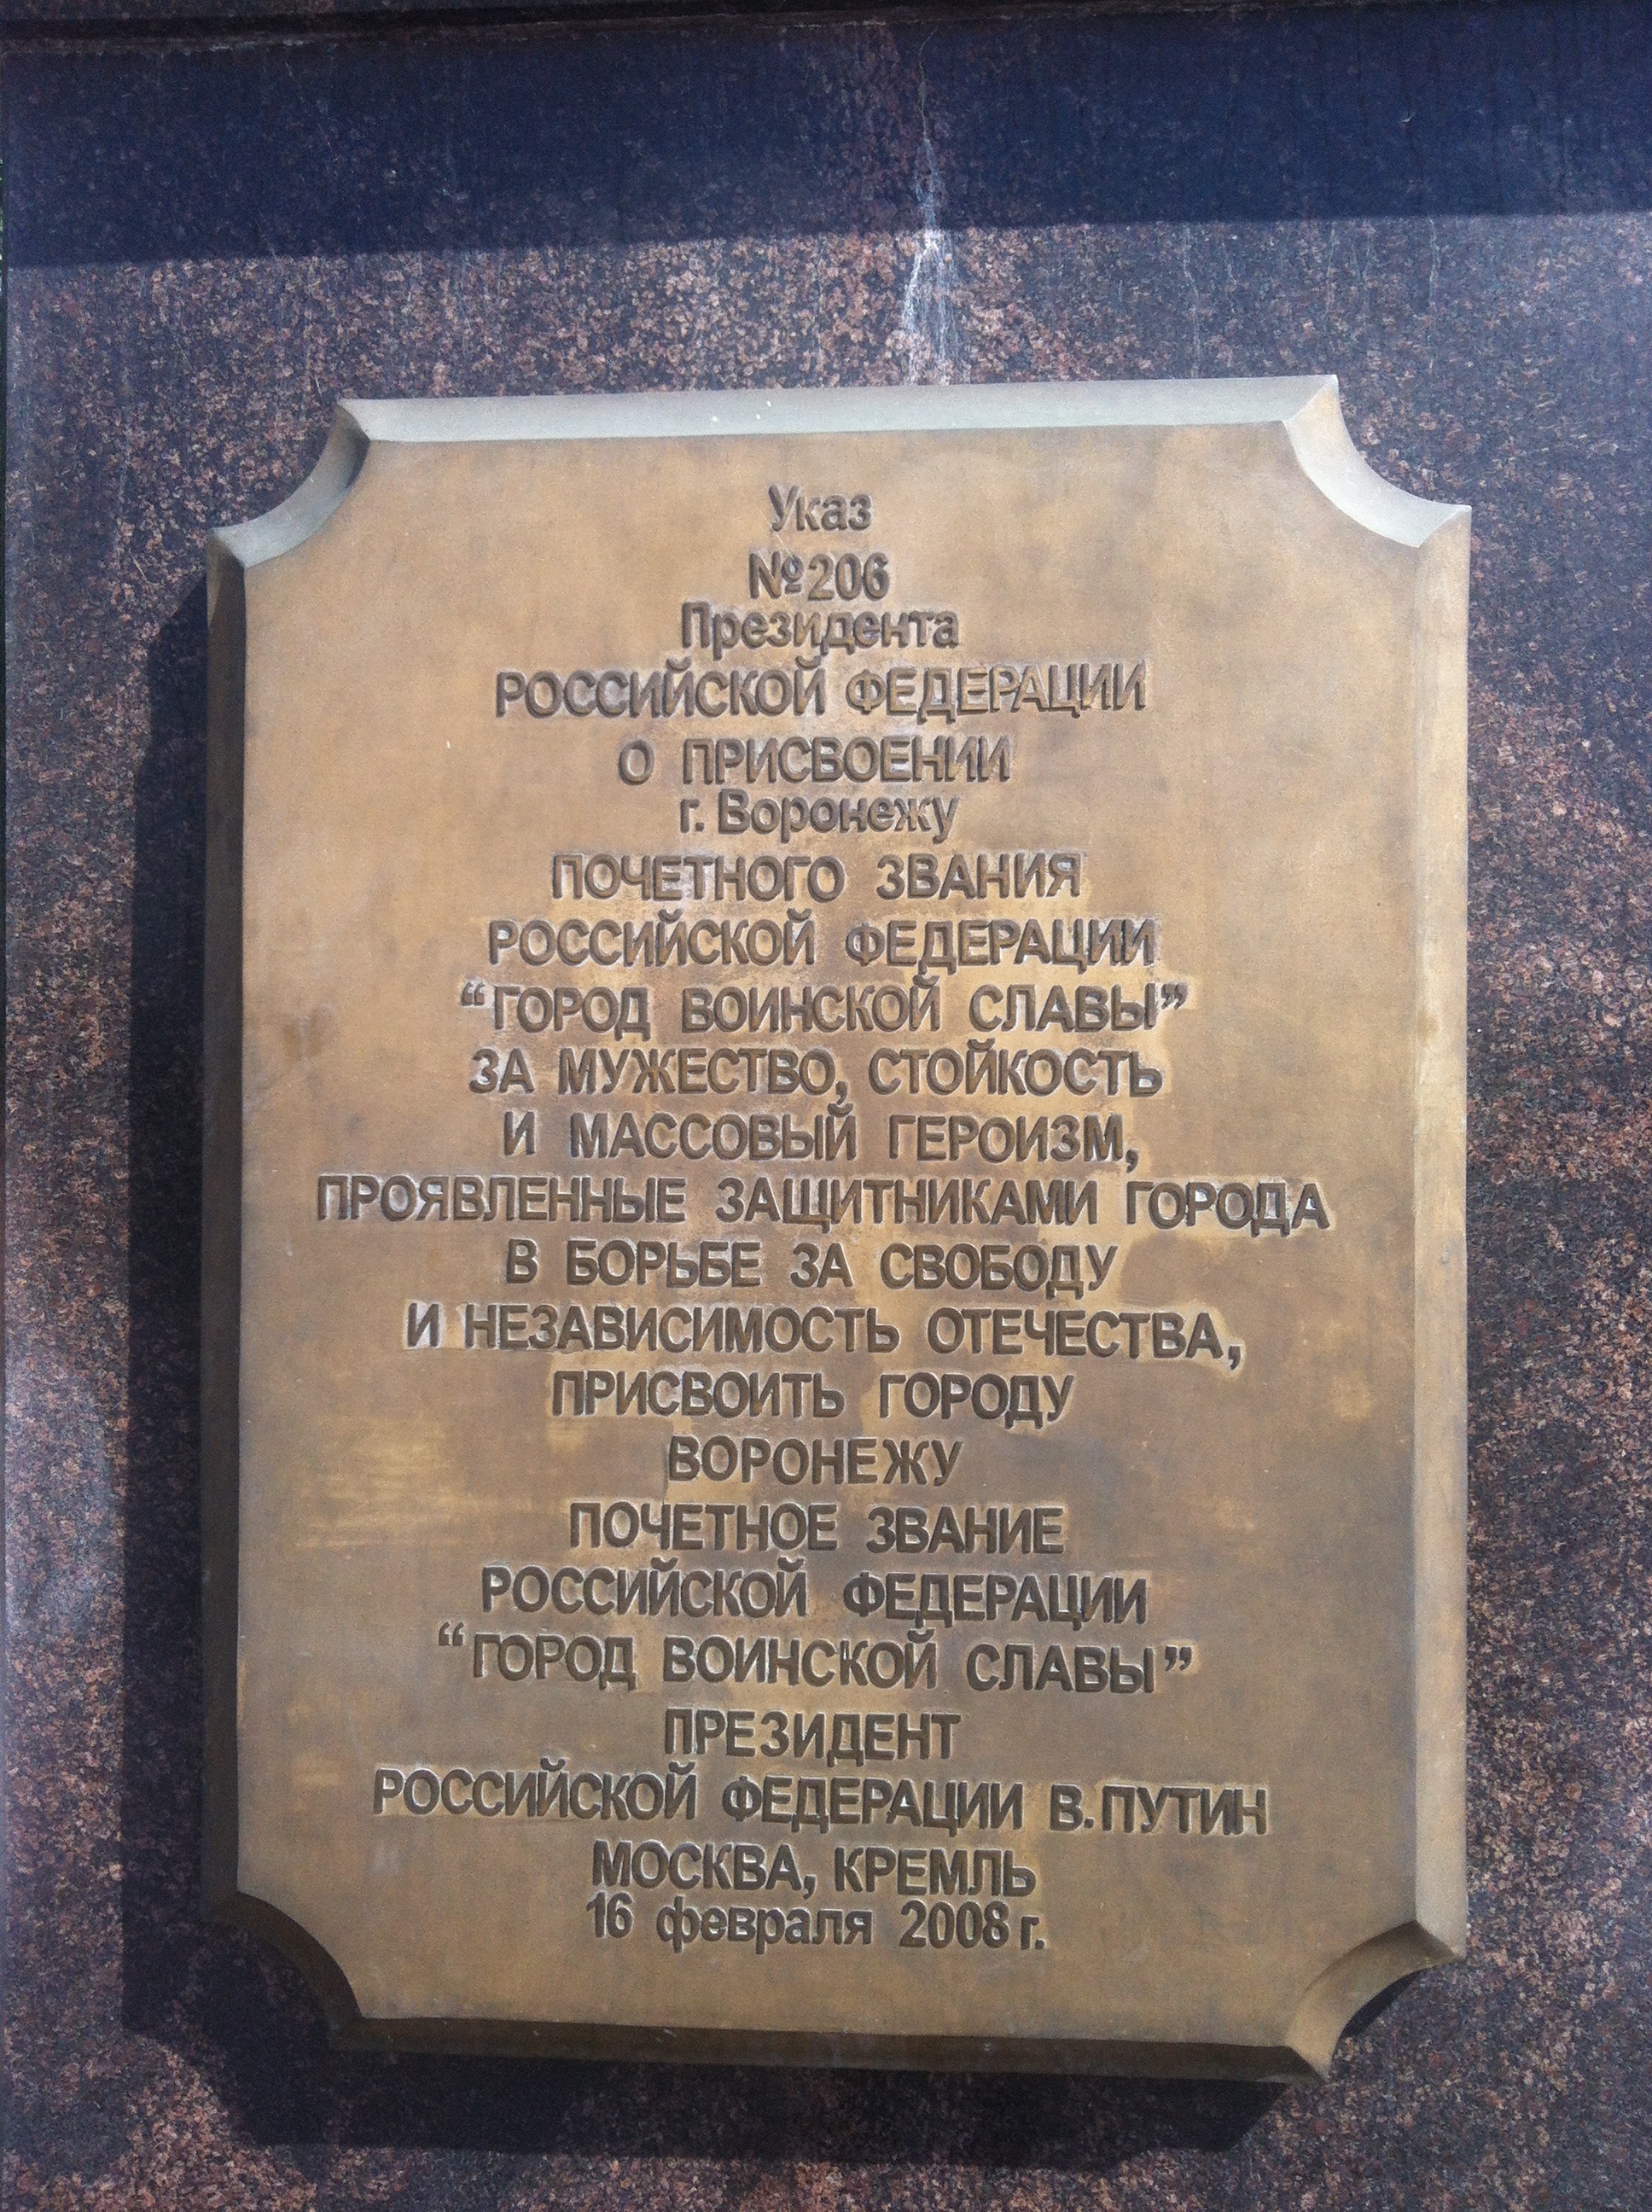 Указ
№206
Президента
РОССИЙСКОЙ ФЕДЕРАЦИИ
О ПРИСВОЕНИИ
г. Воронежу
ПОЧЕТНОГО ЗВАНИЯ
РОССИЙСКОЙ ФЕДЕРАЦИИ
“ГОРОД ВОИНСКОЙ СЛАВЫ”
ЗА МУЖЕСТВО, СТОЙКОСТЬ
И МАССОВЫЙ ГЕРОИЗМ,
ПРОЯВЛЕННЫЕ ЗАЩИТНИКАМИ ГОРОДА
В БОРЬБЕ ЗА СВОБОДУ
И НЕЗАВИСИМОСТЬ ОТЕЧЕСТВА,
ПРИСВОИТЬ ГОРОДУ
ВОРОНЕЖУ
ПОЧЕТНОЕ ЗВАНИЕ
РОССИЙСКОЙ ФЕДЕРАЦИИ
“ГОРОД ВОИНСКОЙ СЛАВЫ”
ПРЕЗИДЕНТ
РОССИЙСКОЙ ФЕДЕРАЦИИ В.ПУТИН
МОСКВА, КРЕМЛЬ
16 февраля 2008 г.